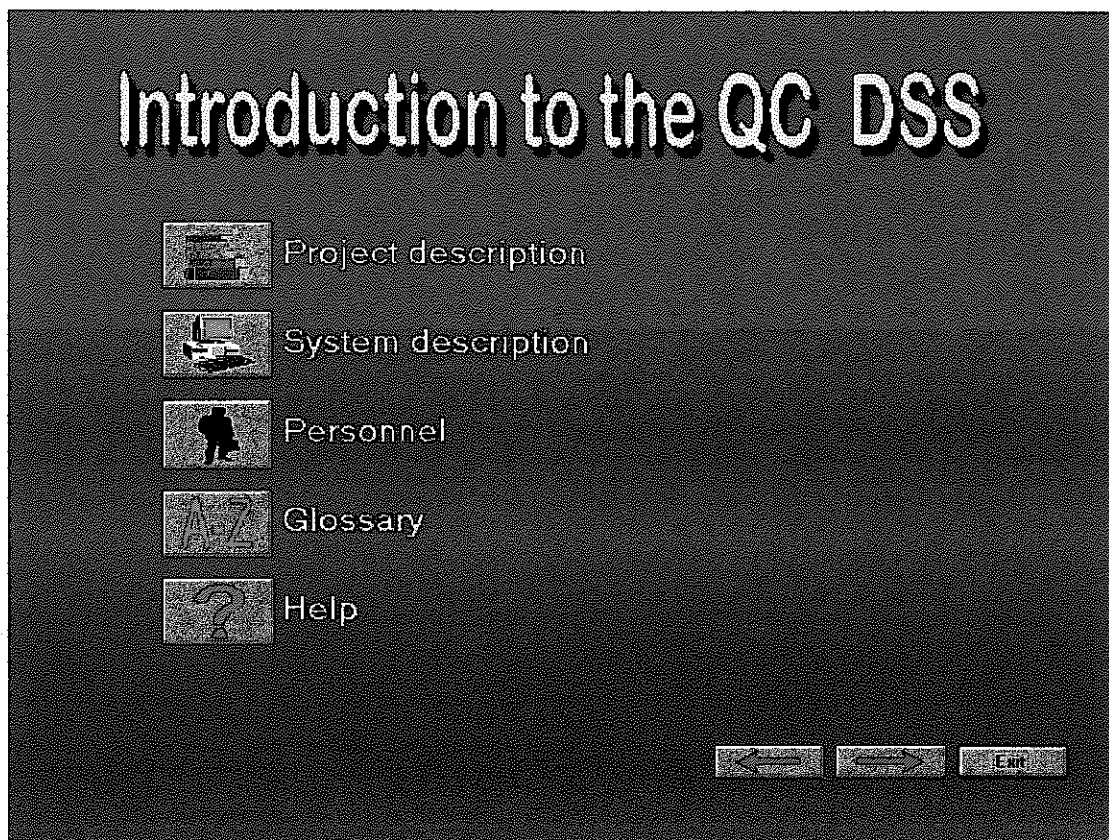 Introduction to the QC DSS
Project description
System description
Personnel
A-Z
Glossary
?
Help
Exit